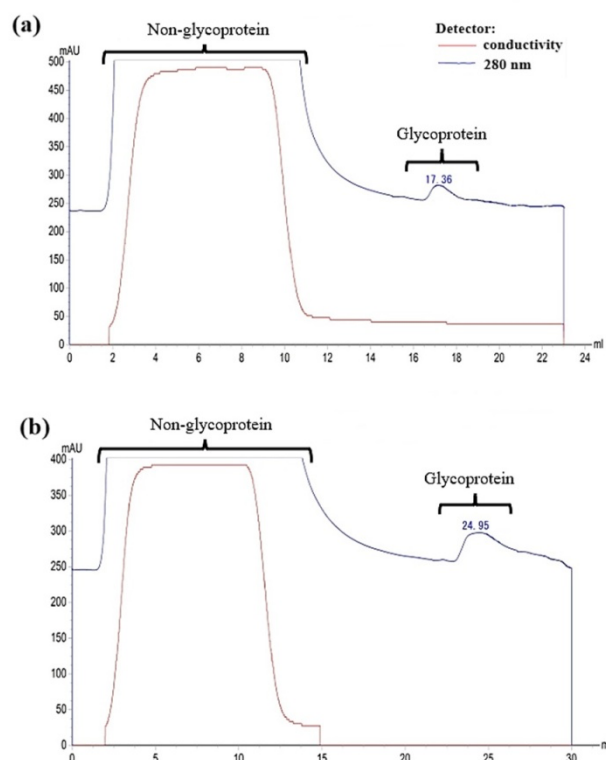 (a)
Non-glycoprotein
Detector:
conductivity
280 nm
mAU
500
450
400
350
300
250
200
150
100
50
0
Glycoprotein
17.36
0 2 4 6 8 10 12 14 16 18 20 22 24 ml
(b)
Non-glycoprotein
mAU
400
350
300
250
200
150
100
50
0
Glycoprotein
24.95
0 5 10 15 20 25 30 m